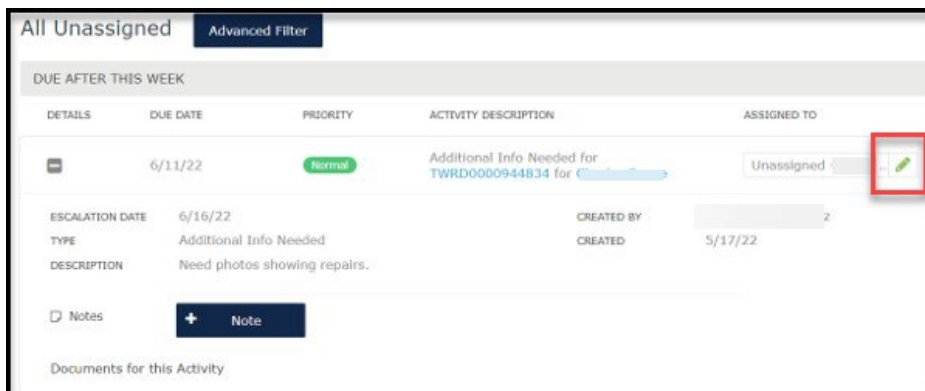 All Unassigned Advanced Filter
DUE AFTER THIS WEEK
DETAILS DUE DATE PRIORITY ACTIVITY DESCRIPTION ASSIGNED TO
6/11/22 Normal Additional Info Needed for
TWRD0000944834 for Unassigned
ESCALATION DATE 6/16/22 CREATED BY
TYPE Additional Info Needed CREATED 5/17/22
DESCRIPTION Need photos showing repairs.
Notes + Note
Documents for this Activity